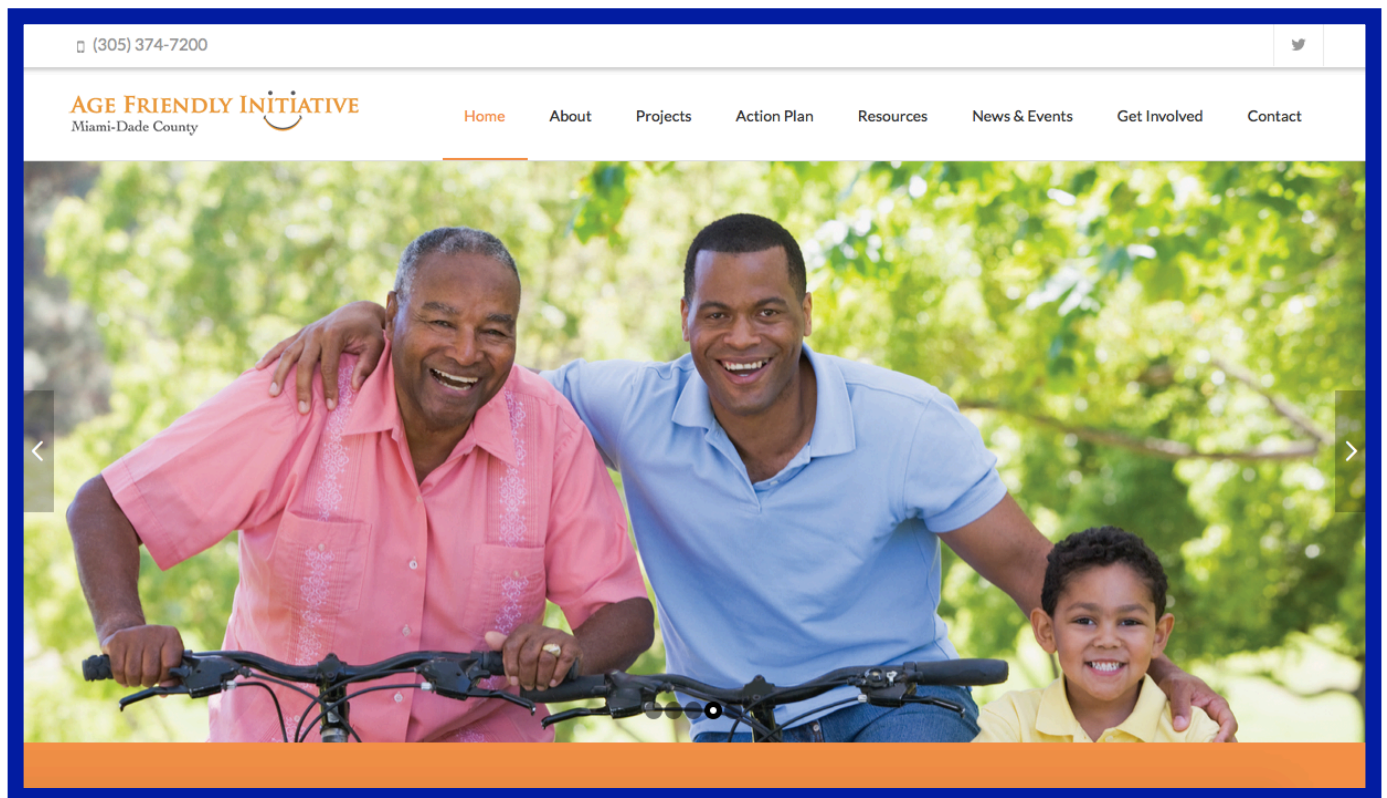 (305) 374-7200
Age Friendly Initiative
Miami-Dade County
Home About Projects Action Plan Resources News & Events Get Involved Contact